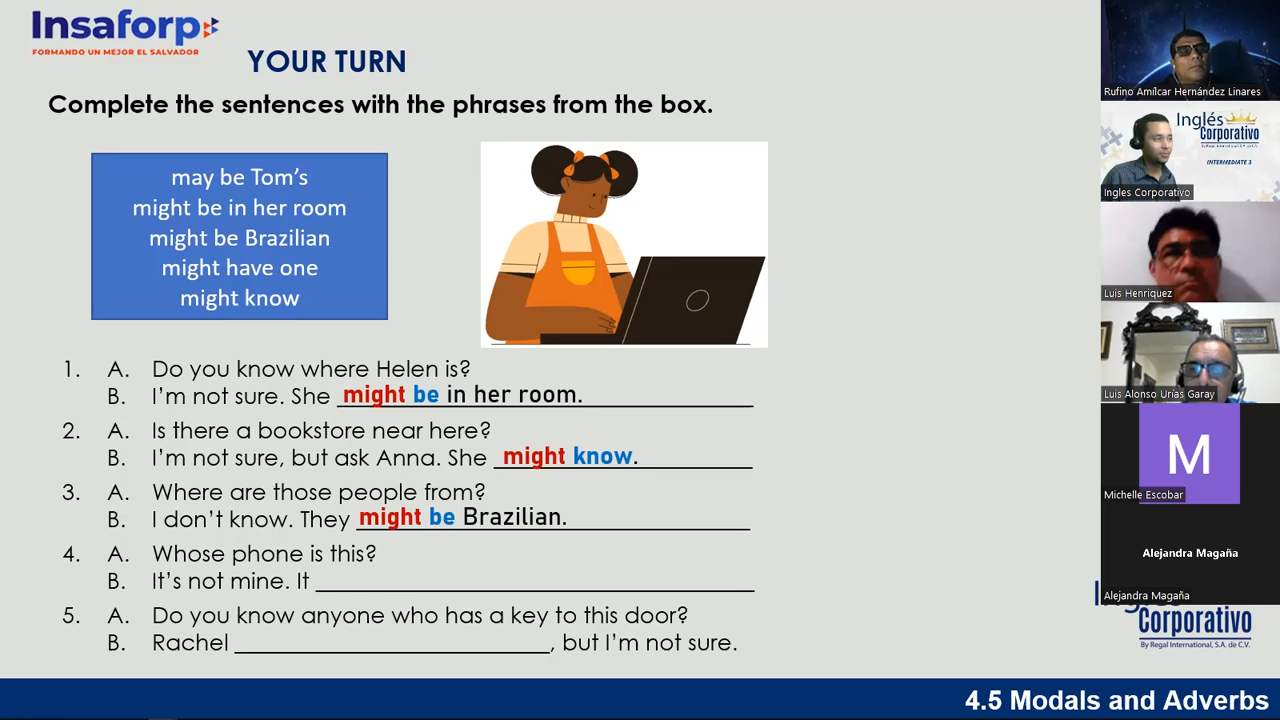 Insaforp
FORMANDO UN MEJOR EL SALVADOR
YOUR TURN
Complete the sentences with the phrases from the box.
may be Tom's
might be in her room
might be Brazilian
might have one
might know
1. A. Do you know where Helen is?
B. I'm not sure. She might be in her room.
2. A. Is there a bookstore near here?
B. I'm not sure, but ask Anna. She might know.
3. A. Where are those people from?
B. I don't know. They might be Brazilian.
4. A. Whose phone is this?
B. It's not mine. It
5. A. Do you know anyone who has a key to this door?
B. Rachel , but I'm not sure.
4.5 Modals and Adverbs
Rufino Amílcar Hernández Linares
Inglés
Corporativo
INTERMEDIATE 3
Ingles Corporativo
Luis Henriquez
Luis Alonso Urías Garay
M
Michelle Escobar
Alejandra Magaña
Alejandra Magaña
Corporativo
By Regal International, S.A. de C.V.